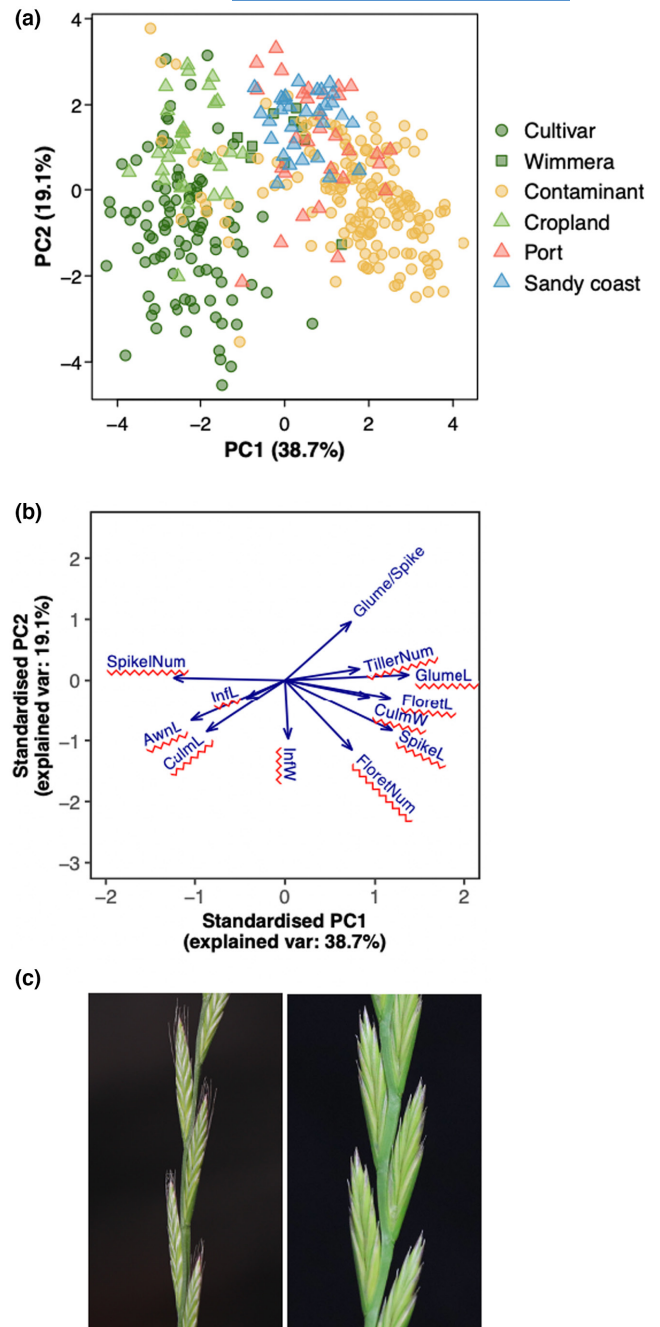 (a)
4
2
0
−2
−4
PC2 (19.1%)
−4
−2
0
2
4
PC1 (38.7%)
Cultivar
Wimmera
Contaminant
Cropland
Port
Sandy coast
(b)
2
1
0
−1
−2
−3
Standardised PC2
(explained var: 19.1%)
Glume/Spike
TillerNum
GlumeL
FloretL
CulmW
SpikeL
FloretNum
InfW
SpikelNum
InfL
AwnL
CulmL
−2
−1
0
1
2
Standardised PC1
(explained var: 38.7%)
(c)